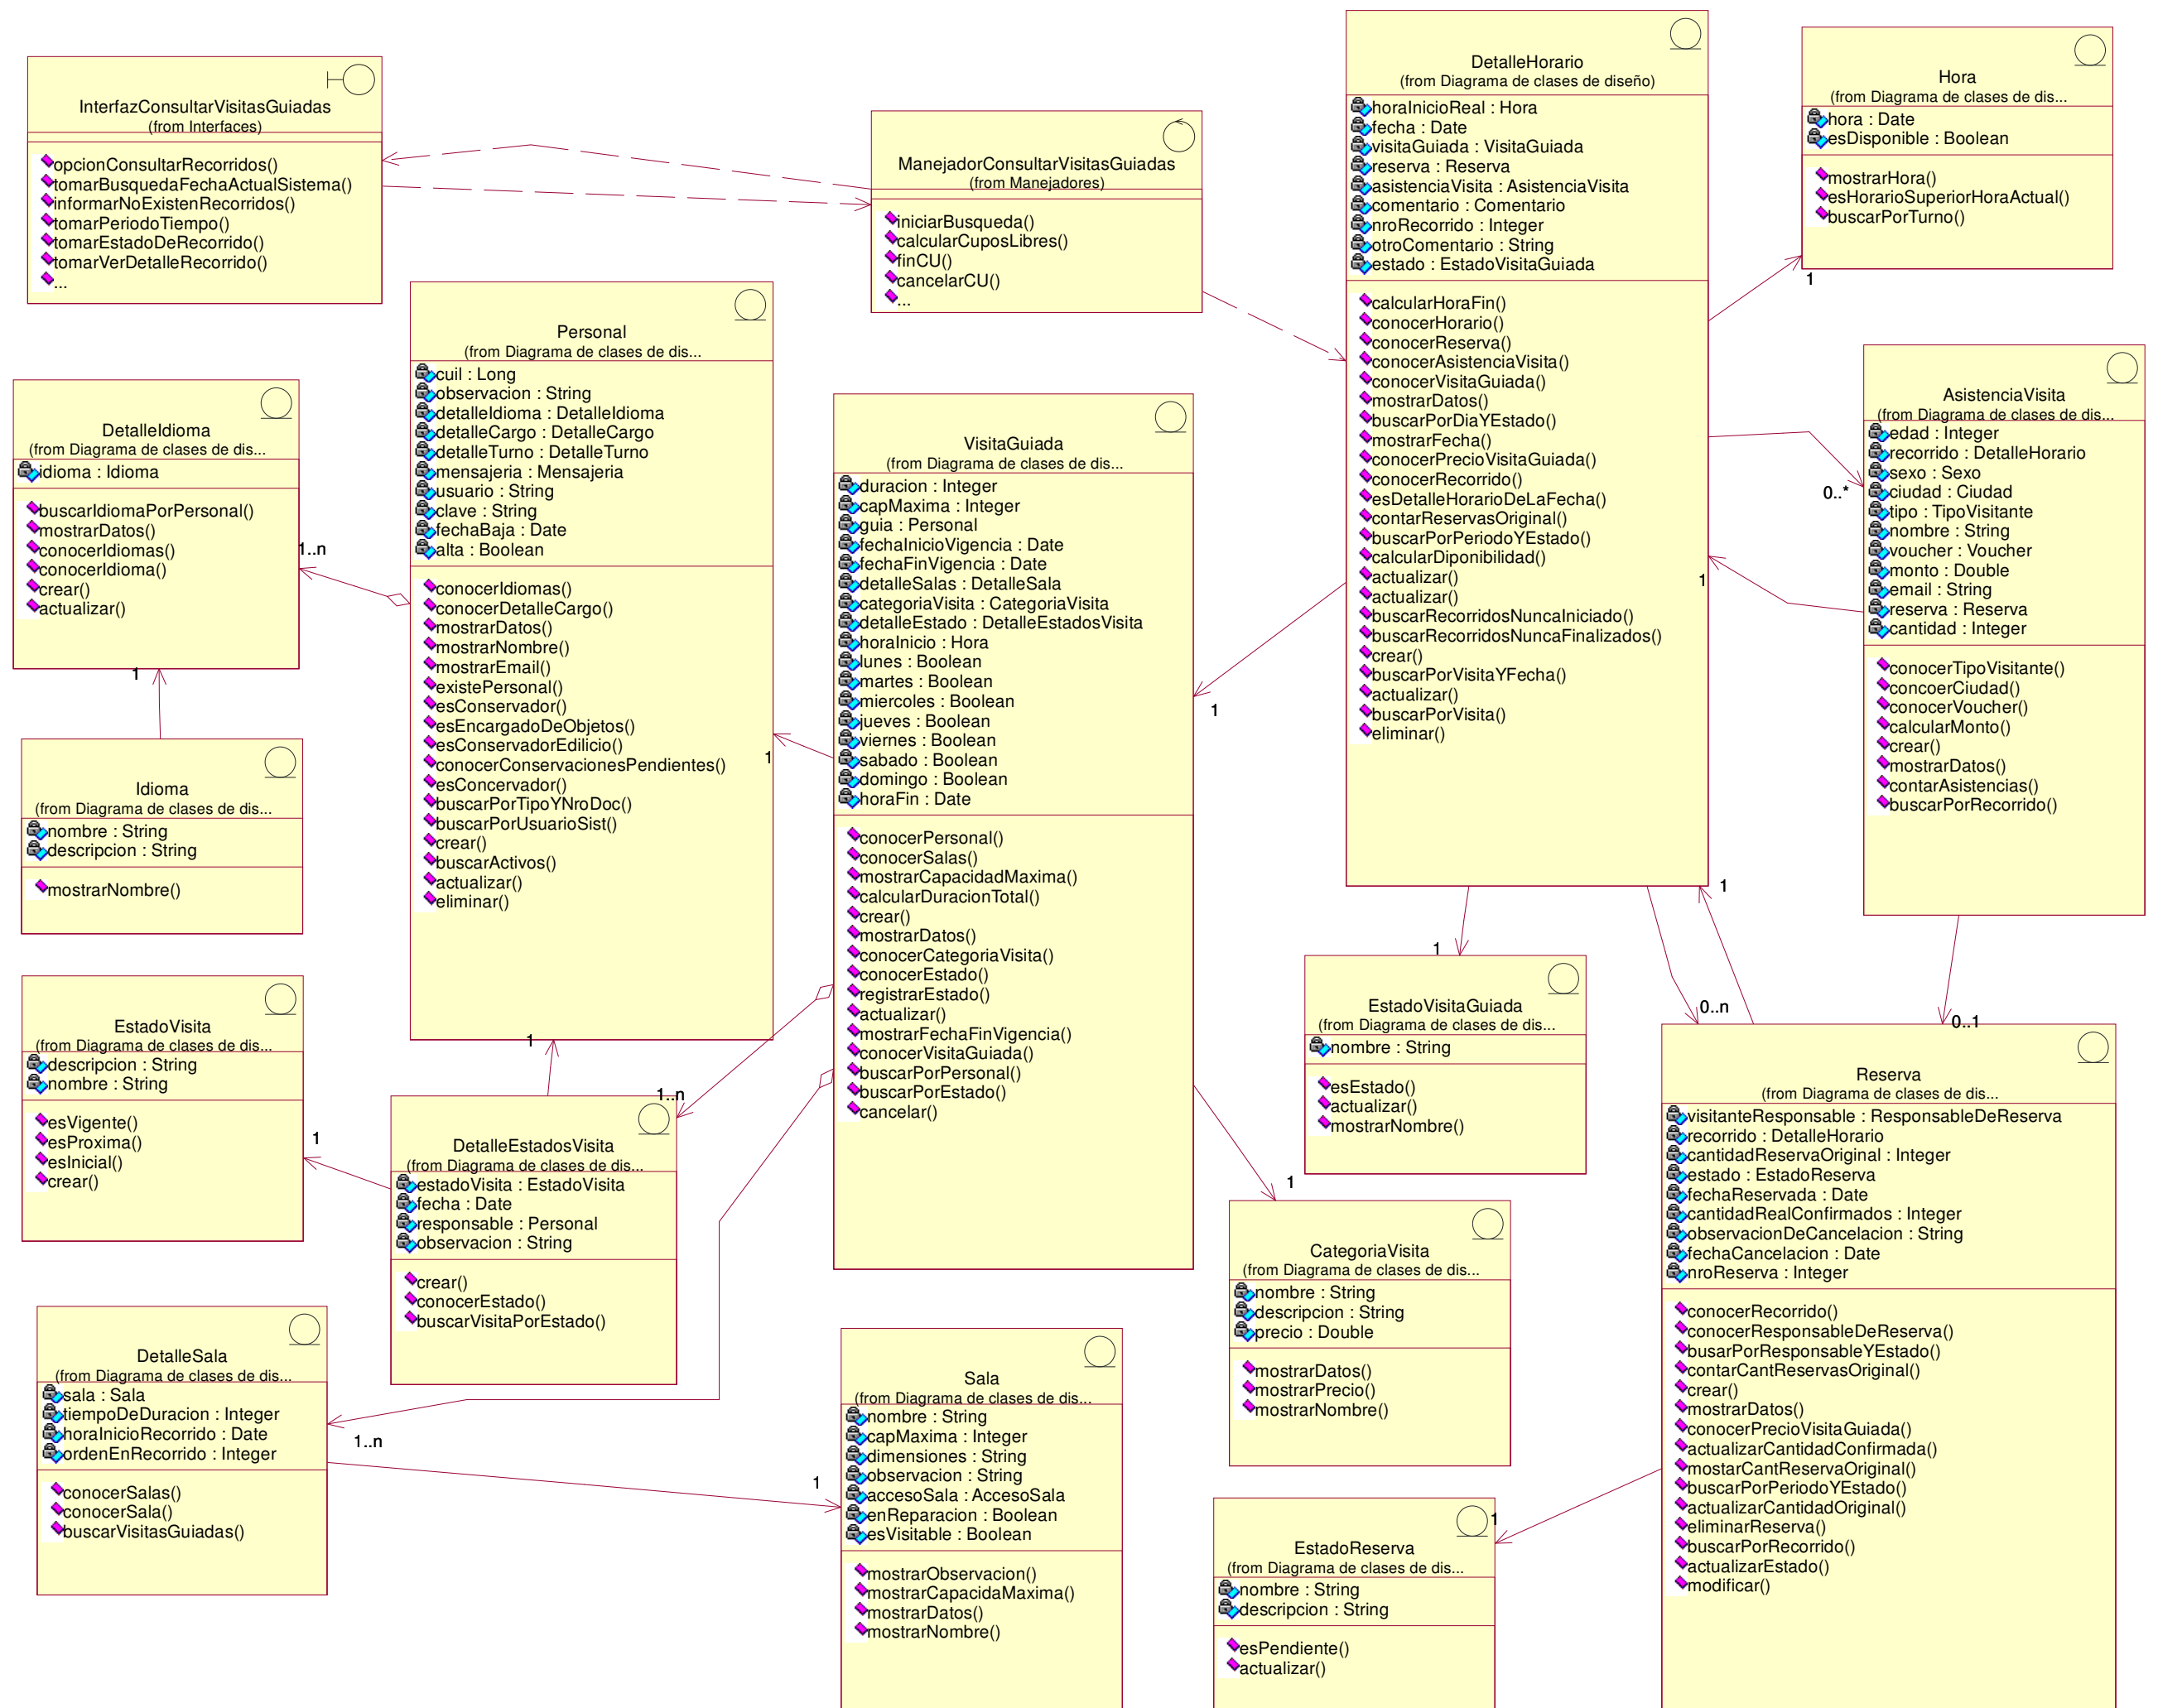 InterfazConsultarVisitasGuiadas
(from Interfaces)
opcionConsultarRecorridos()
tomarBusquedaFechaActualSistema()
informarNoExistenRecorridos()
tomarPeriodoTiempo()
tomarEstadoDeRecorrido()
tomarVerDetalleRecorrido()
...
ManejadorConsultarVisitasGuiadas
(from Manejadores)
iniciarBusqueda()
calcularCuposLibres()
finCU()
cancelarCU()
...
DetalleHorario
(from Diagrama de clases de diseño)
horaInicioReal : Hora
fecha : Date
visitaGuiada : VisitaGuiada
reserva : Reserva
asistenciaVisita : AsistenciaVisita
comentario : Comentario
nroRecorrido : Integer
otroComentario : String
estado : EstadoVisitaGuiada
calcularHoraFin()
conocerHorario()
conocerReserva()
conocerAsistenciaVisita()
conocerVisitaGuiada()
mostrarDatos()
buscarPorDiaYEstado()
mostrarFecha()
conocerPrecioVisitaGuiada()
conocerRecorrido()
esDetalleHorarioDeLaFecha()
contarReservasOriginal()
buscarPorPeriodoYEstado()
calcularDiponibilidad()
actualizar()
actualizar()
buscarRecorridosNuncaIniciado()
buscarRecorridosNuncaFinalizados()
crear()
buscarPorVisitaYFecha()
actualizar()
buscarPorVisita()
eliminar()
Hora
(from Diagrama de clases de dis...
hora : Date
esDisponible : Boolean
mostrarHora()
esHorarioSuperiorHoraActual()
buscarPorTurno()
1
Personal
(from Diagrama de clases de dis...
cuil : Long
observacion : String
detalleIdioma : DetalleIdioma
detalleCargo : DetalleCargo
detalleTurno : DetalleTurno
mensajeria : Mensajeria
usuario : String
clave : String
fechaBaja : Date
alta : Boolean
conocerIdiomas()
conocerDetalleCargo()
mostrarDatos()
mostrarNombre()
mostrarEmail()
existePersonal()
esConservador()
esEncargadoDeObjetos()
esConservadorEdilicio()
conocerConservacionesPendientes()
esConcervador()
buscarPorTipoYNroDoc()
buscarPorUsuarioSist()
crear()
buscarActivos()
actualizar()
eliminar()
1
1
DetalleIdioma
(from Diagrama de clases de dis...
idioma : Idioma
buscarIdiomaPorPersonal()
mostrarDatos()
conocerIdiomas()
conocerIdioma()
crear()
actualizar()
1..n
1
Idioma
(from Diagrama de clases de dis...
nombre : String
descripcion : String
mostrarNombre()
VisitaGuiada
(from Diagrama de clases de dis...
duracion : Integer
capMaxima : Integer
guia : Personal
fechaInicioVigencia : Date
fechaFinVigencia : Date
detalleSalas : DetalleSala
categoriaVisita : CategoriaVisita
detalleEstado : DetalleEstadosVisita
horaInicio : Hora
lunes : Boolean
martes : Boolean
miercoles : Boolean
jueves : Boolean
viernes : Boolean
sabado : Boolean
domingo : Boolean
horaFin : Date
conocerPersonal()
conocerSalas()
mostrarCapacidadMaxima()
calcularDuracionTotal()
crear()
mostrarDatos()
conocerCategoriaVisita()
conocerEstado()
registrarEstado()
actualizar()
mostrarFechaFinVigencia()
conocerVisitaGuiada()
buscarPorPersonal()
buscarPorEstado()
cancelar()
1
AsistenciaVisita
(from Diagrama de clases de dis...
edad : Integer
recorrido : DetalleHorario
sexo : Sexo
ciudad : Ciudad
tipo : TipoVisitante
nombre : String
voucher : Voucher
monto : Double
email : String
reserva : Reserva
cantidad : Integer
conocerTipoVisitante()
concoerCiudad()
conocerVoucher()
calcularMonto()
crear()
mostrarDatos()
contarAsistencias()
buscarPorRecorrido()
0..*
1
1
EstadoVisita
(from Diagrama de clases de dis...
descripcion : String
nombre : String
esVigente()
esProxima()
esInicial()
crear()
1
DetalleEstadosVisita
(from Diagrama de clases de dis...
estadoVisita : EstadoVisita
fecha : Date
responsable : Personal
observacion : String
crear()
conocerEstado()
buscarVisitaPorEstado()
1..n
EstadoVisitaGuiada
(from Diagrama de clases de dis...
nombre : String
esEstado()
actualizar()
mostrarNombre()
1
CategoriaVisita
(from Diagrama de clases de dis...
nombre : String
descripcion : String
precio : Double
mostrarDatos()
mostrarPrecio()
mostrarNombre()
1
Reserva
(from Diagrama de clases de dis...
visitanteResponsable : ResponsableDeReserva
recorrido : DetalleHorario
cantidadReservaOriginal : Integer
estado : EstadoReserva
fechaReservada : Date
cantidadRealConfirmados : Integer
observacionDeCancelacion : String
fechaCancelacion : Date
nroReserva : Integer
conocerRecorrido()
conocerResponsableDeReserva()
busarPorResponsableYEstado()
contarCantReservasOriginal()
crear()
mostrarDatos()
conocerPrecioVisitaGuiada()
actualizarCantidadConfirmada()
mostarCantReservaOriginal()
buscarPorPeriodoYEstado()
actualizarCantidadOriginal()
eliminarReserva()
buscarPorRecorrido()
actualizarEstado()
modificar()
0..n
0..1
DetalleSala
(from Diagrama de clases de dis...
sala : Sala
tiempoDeDuracion : Integer
horaInicioRecorrido : Date
ordenEnRecorrido : Integer
conocerSalas()
conocerSala()
buscarVisitasGuiadas()
1..n
Sala
(from Diagrama de clases de dis...
nombre : String
capMaxima : Integer
dimensiones : String
observacion : String
accesoSala : AccesoSala
enReparacion : Boolean
esVisitable : Boolean
mostrarObservacion()
mostrarCapacidaMaxima()
mostrarDatos()
mostrarNombre()
1
EstadoReserva
(from Diagrama de clases de dis...
nombre : String
descripcion : String
esPendiente()
actualizar()
1